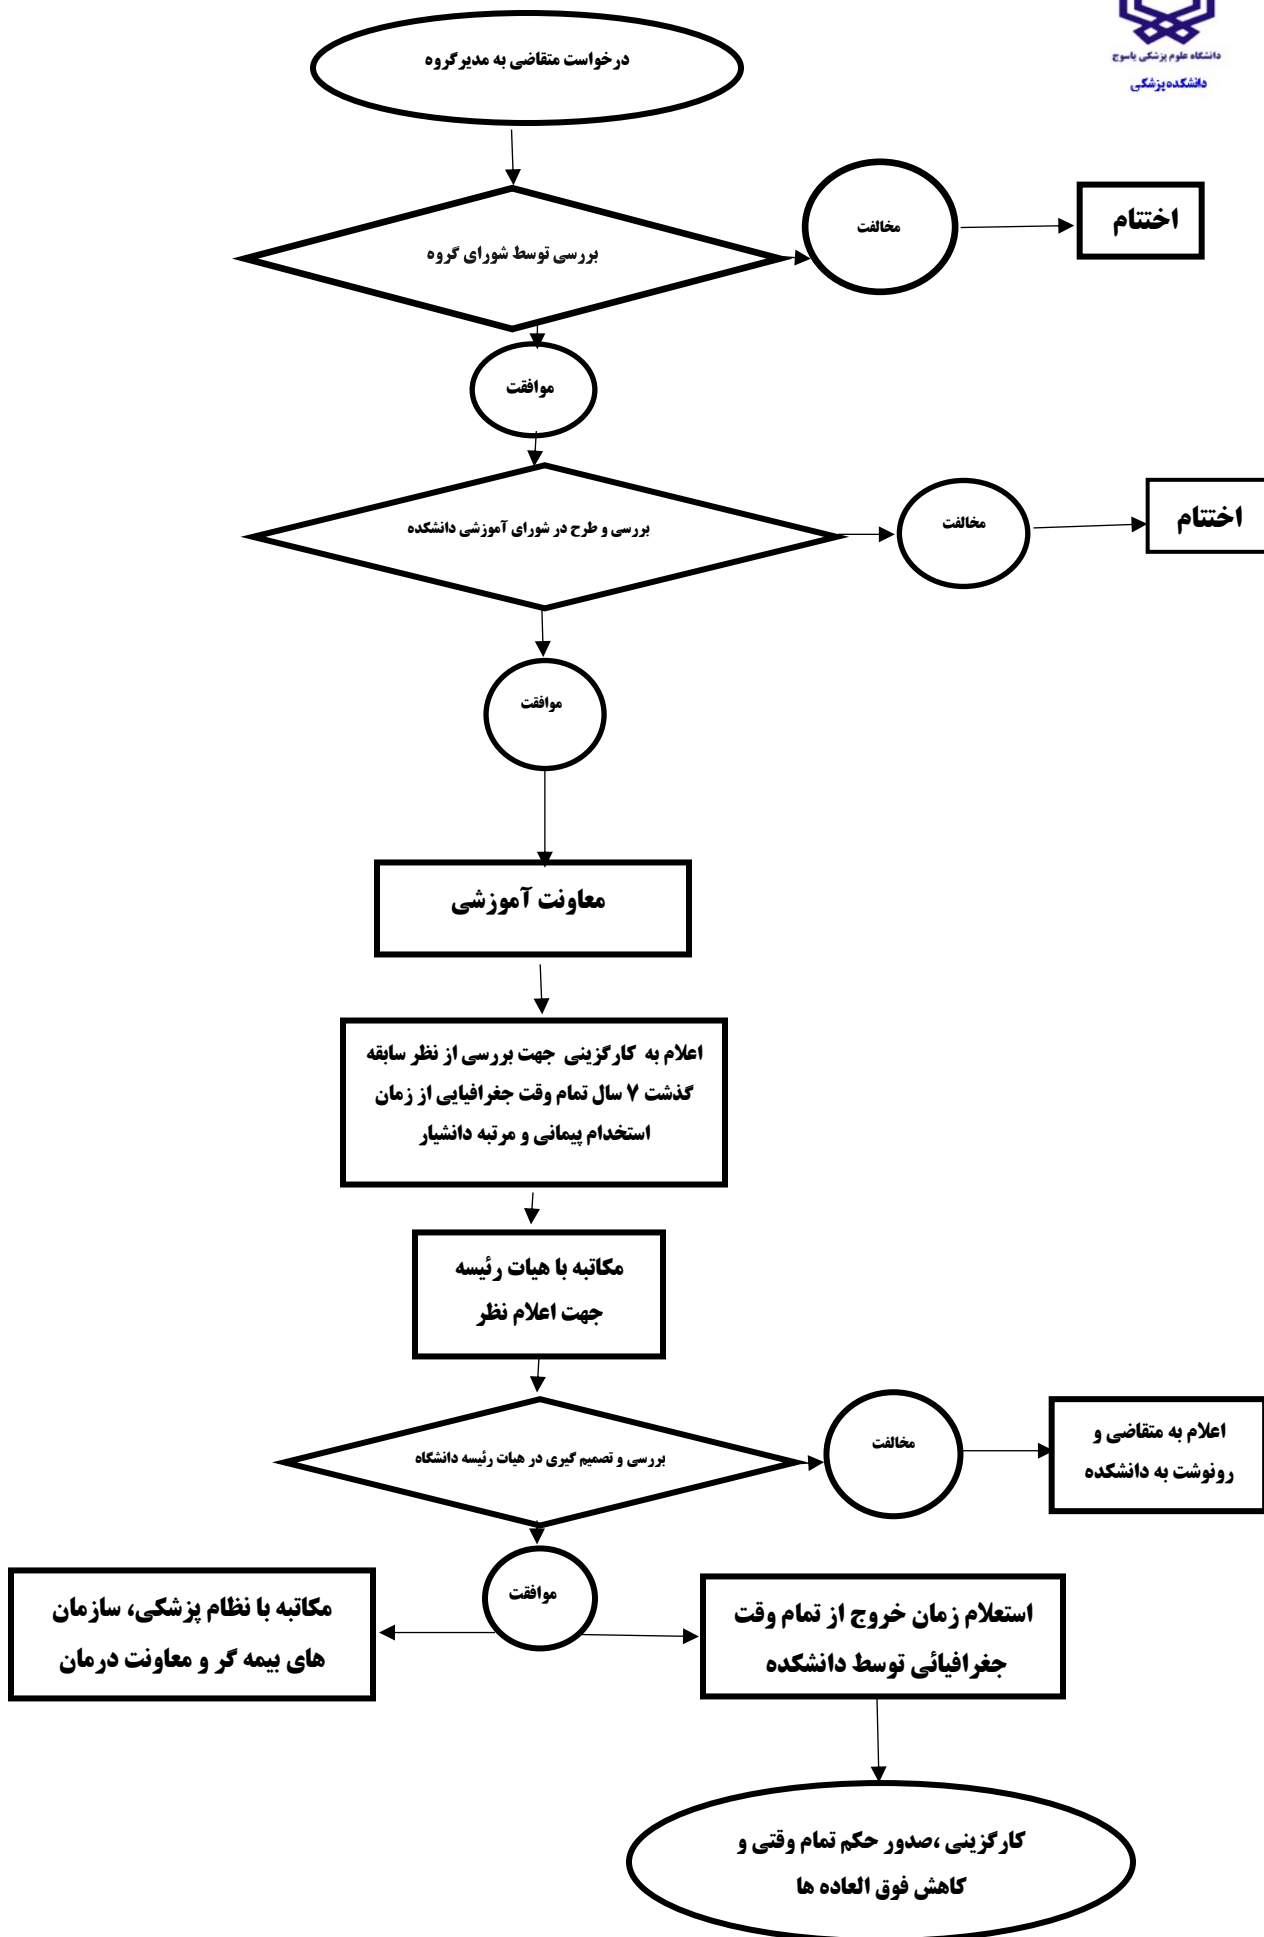 دانشگاه علوم پزشکی یاسوج
دانشکده پزشکی
درخواست متقاضی به مدیرگروه
بررسی توسط شورای گروه
مخالفت
اختتام
موافقت
بررسی و طرح در شورای آموزشی دانشکده
مخالفت
اختتام
موافقت
معاونت آموزشی
اعلام به کارگزینی جهت بررسی از نظر سابقه
گذشت ۷ سال تمام وقت جغرافیایی از زمان
استخدام پیمانی و مرتبه دانشیار
مکاتبه با هیات رئیسه
جهت اعلام نظر
بررسی و تصمیم گیری در هیات رئیسه دانشگاه
مخالفت
اعلام به متقاضی و
رونوشت به دانشکده
موافقت
استعلام زمان خروج از تمام وقت
جغرافیائی توسط دانشکده
مکاتبه با نظام پزشکی، سازمان
های بیمه گر و معاونت درمان
کارگزینی ،صدور حکم تمام وقتی و
کاهش فوق العاده ها